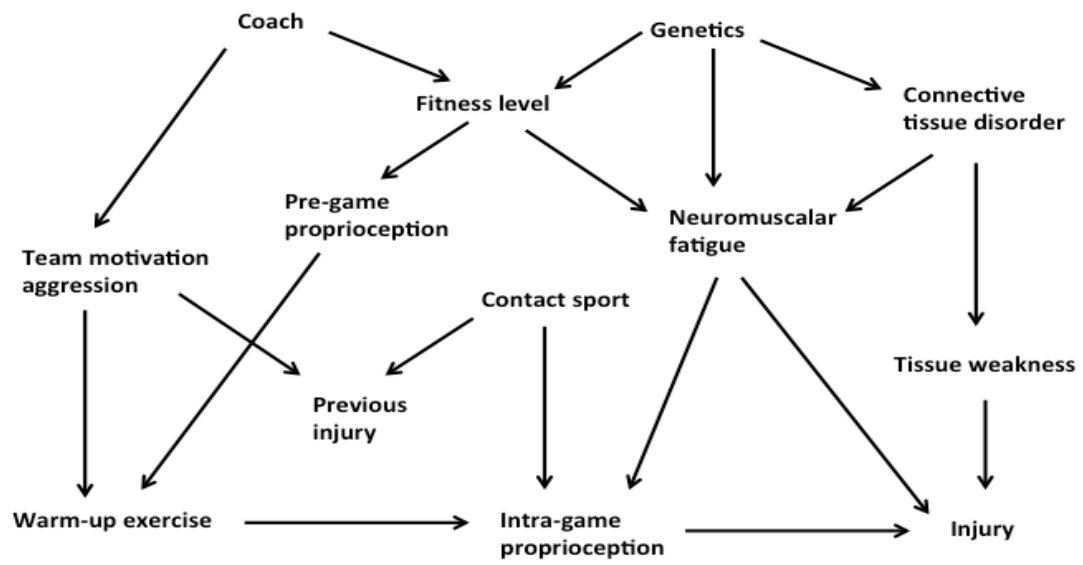 Coach
Genetics
Fitness level
Connective
tissue disorder
Pre-game
proprioception
Neuromuscalar
fatigue
Team motivation
aggression
Contact sport
Tissue weakness
Previous
injury
Warm-up exercise
Intra-game
proprioception
Injury